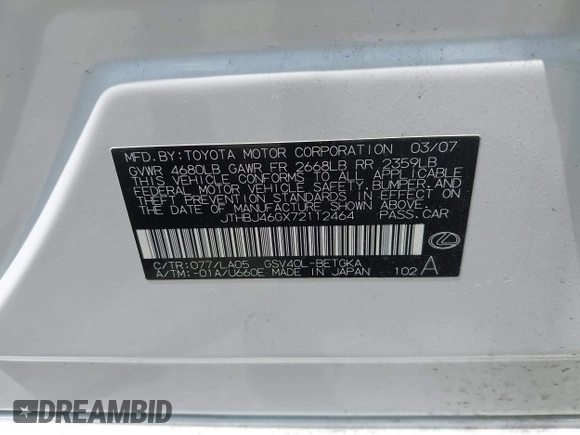 MFD.BY: TOYOTA MOTOR CORPORATION 03/07
GVWR 4680LB GAWR FR 2668LB RR 2359LB
THIS VEHICLE CONFORMS TO ALL APPLICABLE
FEDERAL MOTOR VEHICLE SAFETY, BUMPER, AND
THEFT PREVENTION STANDARDS IN EFFECT ON
THE DATE OF MANUFACTURE SHOWN ABOVE.
JTHBJ46GX72112464 PASS.CAR
C/TR:077/LA05 GSV40L-BETGKA
A/TM:-01A/U660E MADE IN JAPAN 102 A
DREAMBID